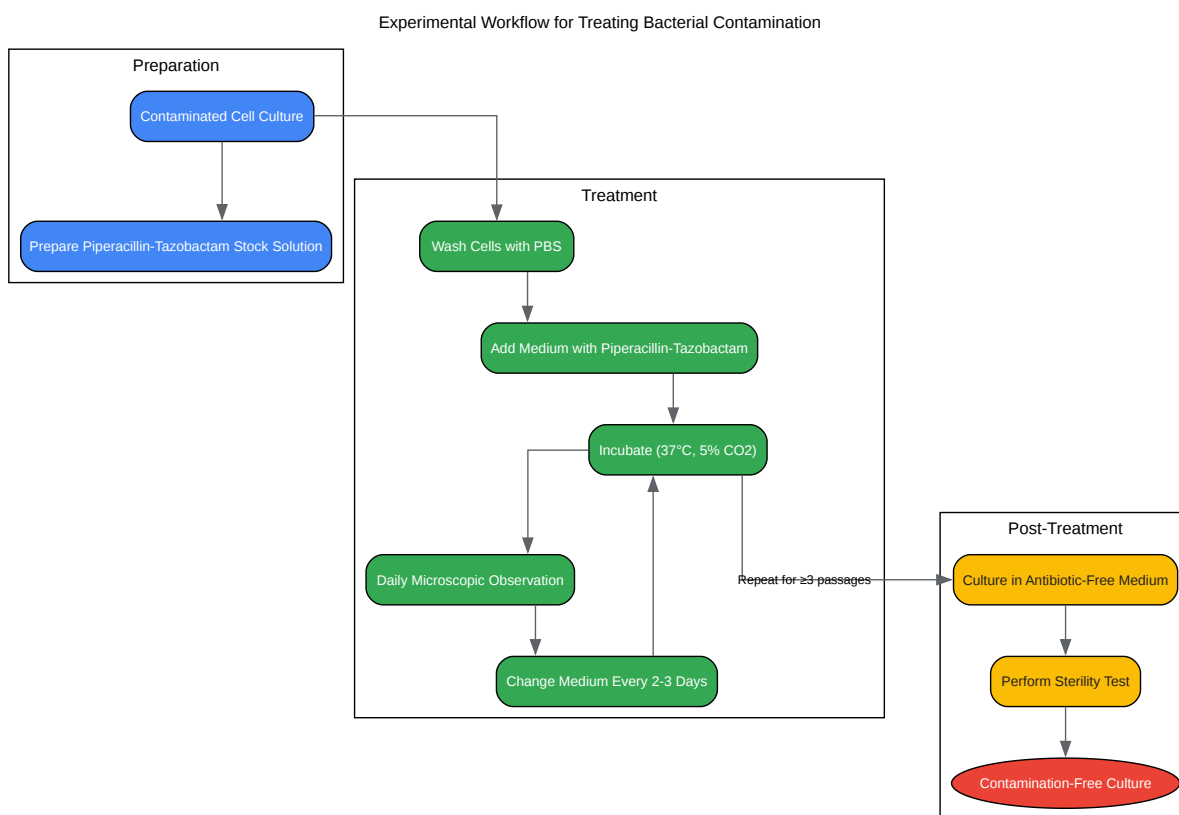 Experimental Workflow for Treating Bacterial Contamination
Preparation
Contaminated Cell Culture
Prepare Piperacillin-Tazobactam Stock Solution
Treatment
Wash Cells with PBS
Add Medium with Piperacillin-Tazobactam
Incubate (37°C, 5% CO2)
Daily Microscopic Observation
Change Medium Every 2-3 Days
Repeat for ≥3 passages
Post-Treatment
Culture in Antibiotic-Free Medium
Perform Sterility Test
Contamination-Free Culture